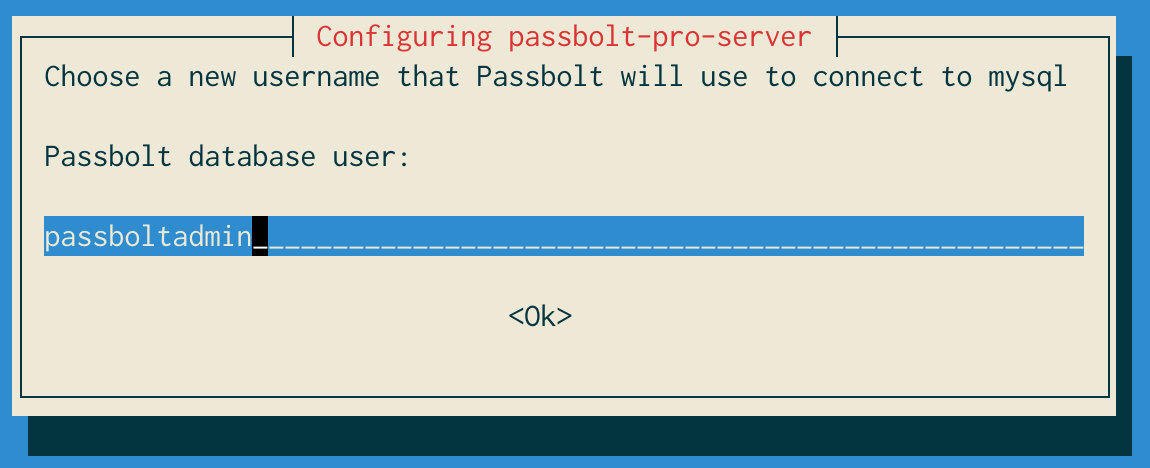 Configuring passbolt-pro-server
Choose a new username that Passbolt will use to connect to mysql
Passbolt database user:
passboltadmin____________________________________________________
<Ok>